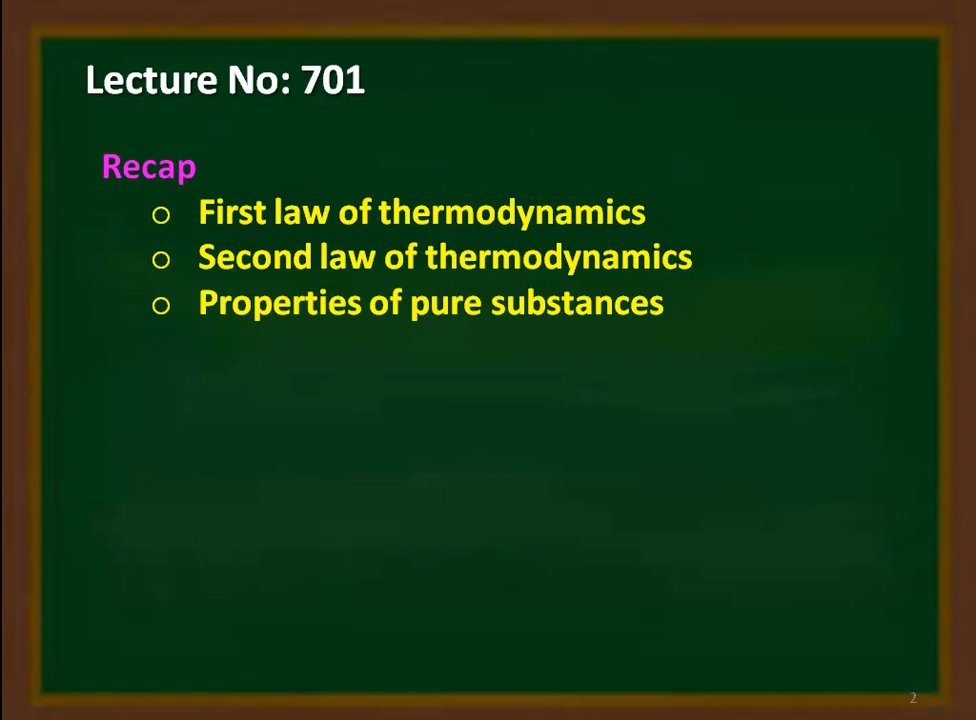 Lecture No: 701
Recap
○ First law of thermodynamics
○ Second law of thermodynamics
○ Properties of pure substances
2